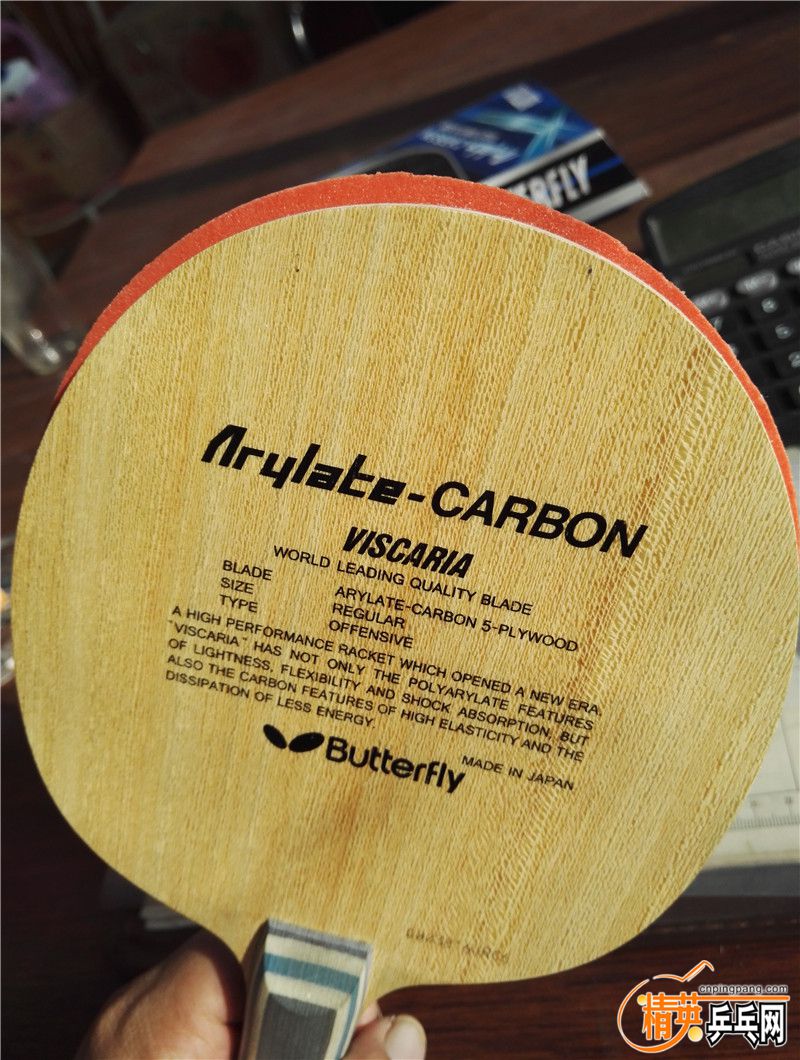 BUTTERFLY
Arylate-CARBON
VISCARIA
WORLD LEADING QUALITY BLADE
BLADE ARYLATE-CARBON 5-PLYWOOD
SIZE REGULAR
TYPE OFFENSIVE
A HIGH PERFORMANCE RACKET WHICH OPENED A NEW ERA.
"VISCARIA" HAS NOT ONLY THE POLYARYLATE FEATURES
OF LIGHTNESS, FLEXIBILITY AND SHOCK ABSORPTION, BUT
ALSO THE CARBON FEATURES OF HIGH ELASTICITY AND THE
DISSIPATION OF LESS ENERGY.
Butterfly MADE IN JAPAN
cnpingpang.com
精英乒乓网